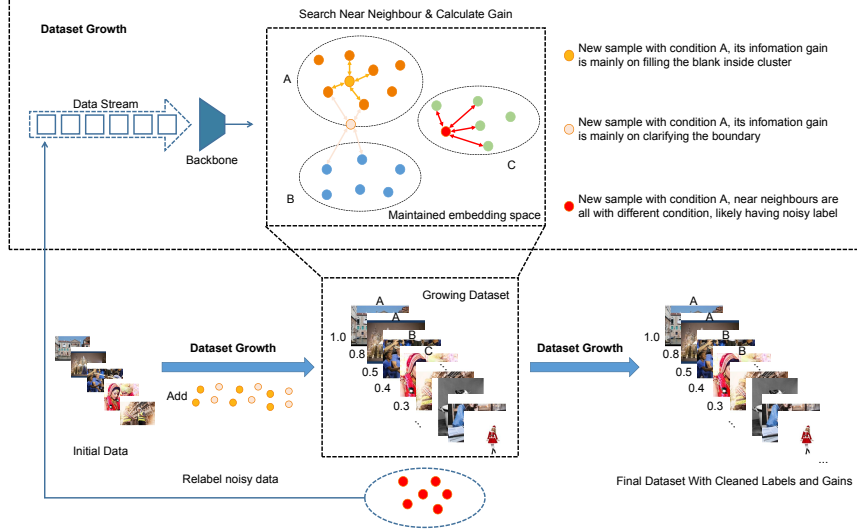 Search Near Neighbour & Calculate Gain
Dataset Growth
New sample with condition A, its infomation gain
is mainly on filling the blank inside cluster
A
Data Stream
New sample with condition A, its infomation gain
is mainly on clarifying the boundary
Backbone
C
B
New sample with condition A, near neighbours are
all with different condition, likely having noisy label
Maintained embedding space
Growing Dataset
A
A
B
C
1.0
0.8
0.5
0.4
0.3
...
Dataset Growth
Add
Dataset Growth
A
A
B
B
1.0
0.8
0.5
0.4
0.3
...
...
Initial Data
Relabel noisy data
Final Dataset With Cleaned Labels and Gains